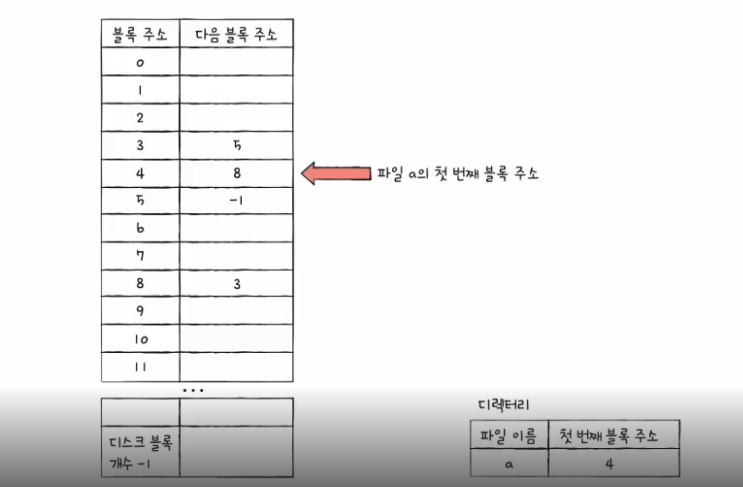 블록 주소 다음 블록 주소
0
1
2
3 5
4 8
파일 a의 첫 번째 블록 주소
5 -1
6
7
8 3
9
10
11
...
디스크 블록
개수 -1
디렉터리
파일 이름 첫 번째 블록 주소
a 4